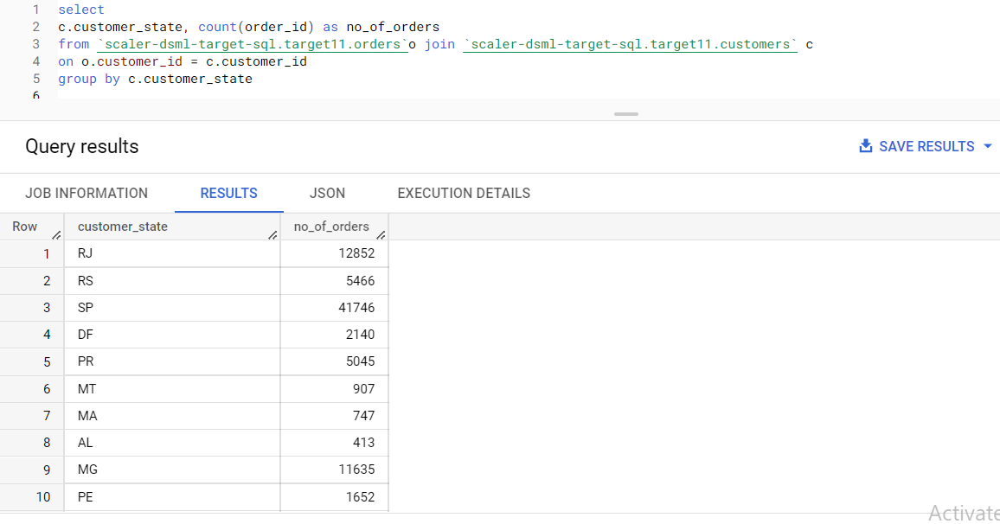 1 select
2 c.customer_state, count(order_id) as no_of_orders
3 from `scaler-dsml-target-sql.target11.orders`o join `scaler-dsml-target-sql.target11.customers` c
4 on o.customer_id = c.customer_id
5 group by c.customer_state
6
Query results
SAVE RESULTS
JOB INFORMATION RESULTS JSON EXECUTION DETAILS
Row customer_state no_of_orders
1 RJ 12852
2 RS 5466
3 SP 41746
4 DF 2140
5 PR 5045
6 MT 907
7 MA 747
8 AL 413
9 MG 11635
10 PE 1652
Activate